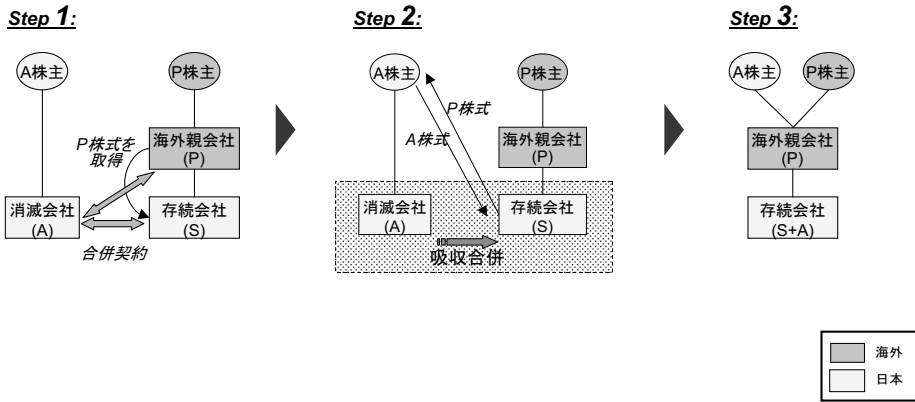 Step 1:
A株主
P株主
P株式を
取得
海外親会社
(P)
消滅会社
(A)
存続会社
(S)
合併契約
Step 2:
A株主
P株主
P株式
A株式
海外親会社
(P)
消滅会社
(A)
存続会社
(S)
吸収合併
Step 3:
A株主
P株主
海外親会社
(P)
存続会社
(S+A)
海外
日本